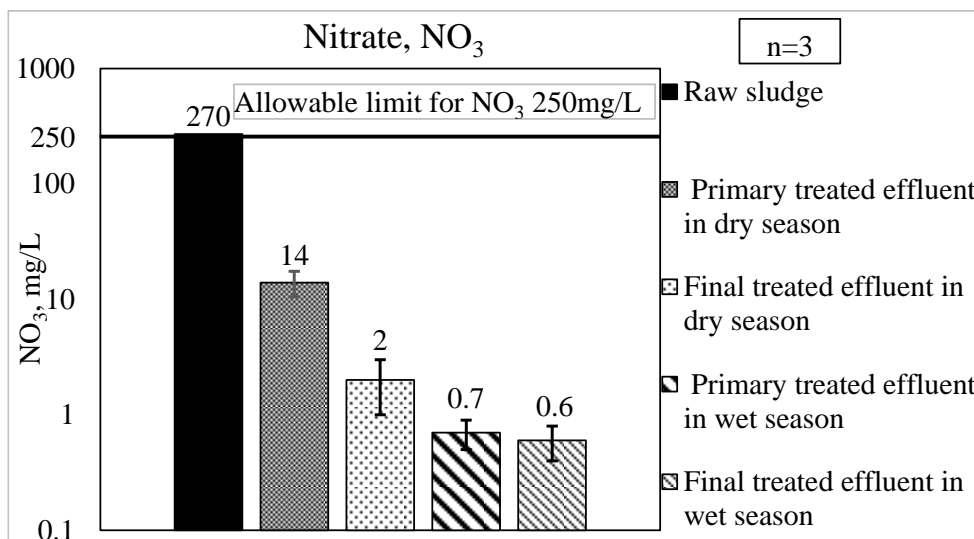 Nitrate, NO₃
n=3
1000
250
100
10
1
0.1
NO₃, mg/L
Allowable limit for NO₃ 250mg/L
270
14
2
0.7
0.6
Raw sludge
Primary treated effluent
in dry season
Final treated effluent in
dry season
Primary treated effluent
in wet season
Final treated effluent in
wet season